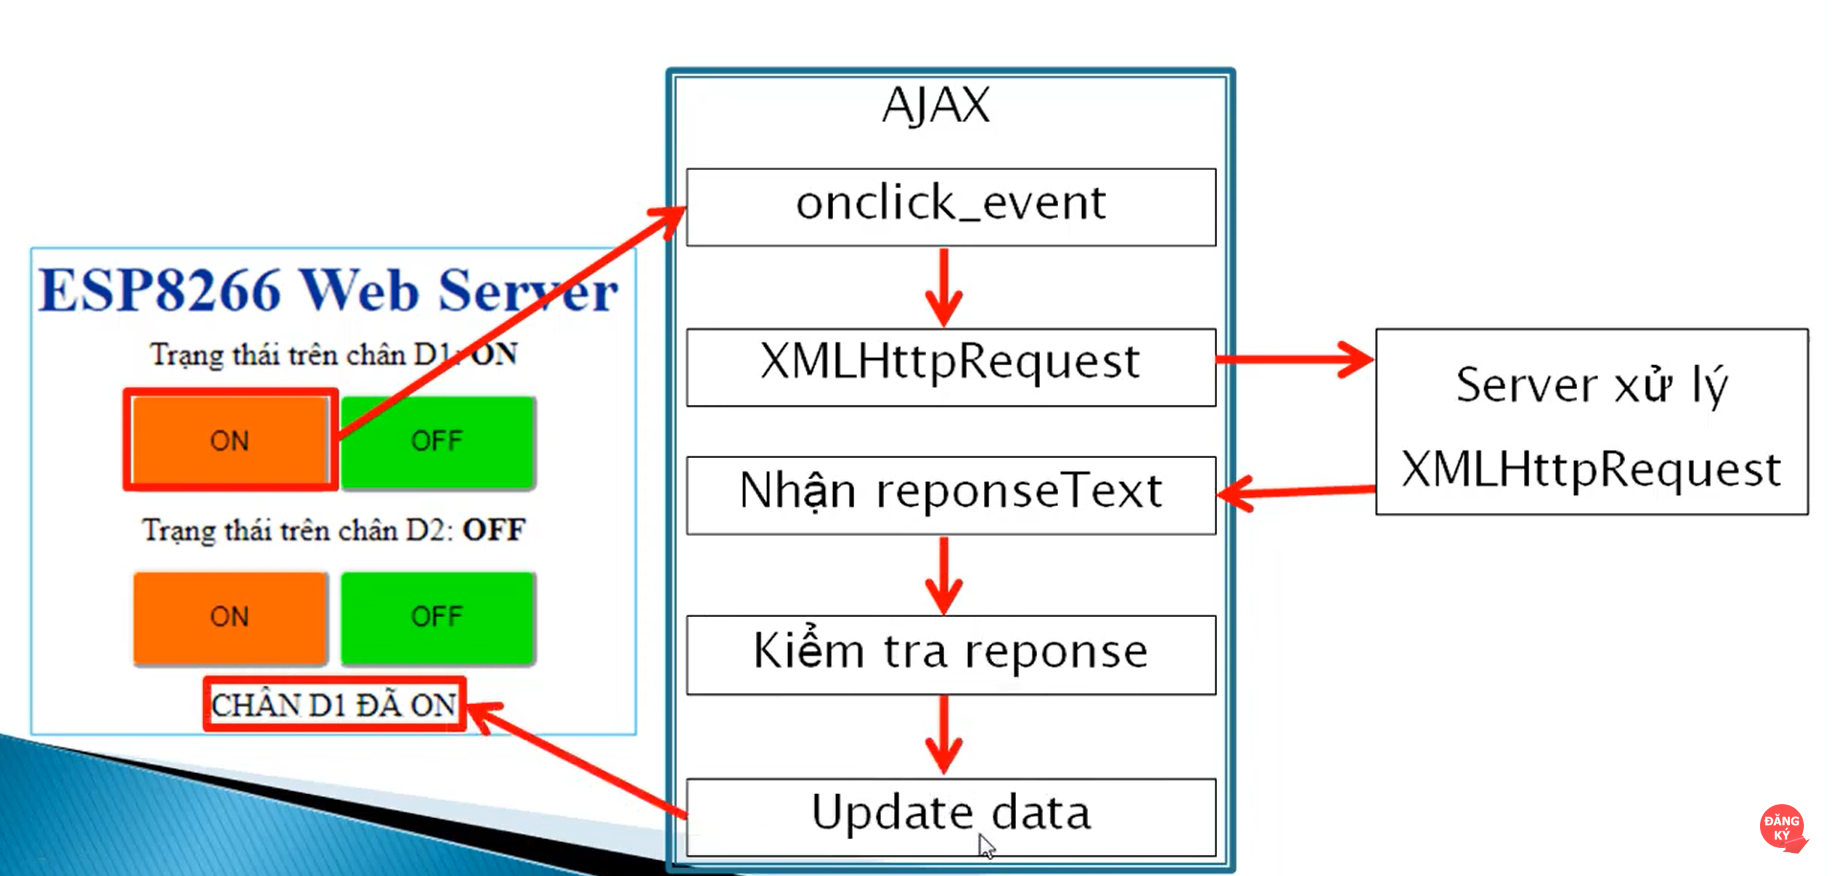 ESP8266 Web Server
Trạng thái trên chân D1: ON
ON
OFF
Trạng thái trên chân D2: OFF
ON
OFF
CHÂN D1 ĐÃ ON
AJAX
onclick_event
XMLHttpRequest
Nhận reponseText
Kiểm tra reponse
Update data
Server xử lý
XMLHttpRequest
ĐĂNG
KÝ